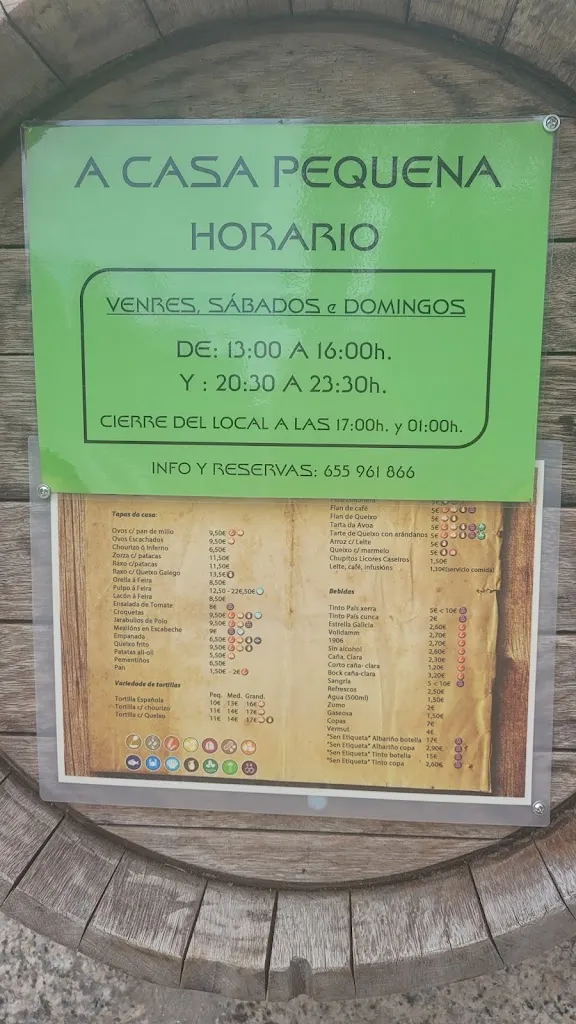 A CASA PEQUENA
HORARIO
VENRES, SÁBADOS e DOMINGOS
DE: 13:00 A 16:00h.
Y : 20:30 A 23:30h.
CIERRE DEL LOCAL A LAS 17:00h. y 01:00h.
INFO Y RESERVAS: 655 961 866
Tapas da casa:
Ovos c/ pan de millo 9,50€
Ovos Escachados 9,50€
Chourizo ó Inferno 6,50€
Zorza c/ patacas 11,50€
Raxo c/patacas 11,50€
Raxo c/ Queixo Galego 13,5€
Orella á Feira 8,50€
Pulpo á Feira 12,50 - 22€,50€
Lacón á Feira 8,50€
Ensalada de Tomate 8€
Croquetas 9,50€
Jarabullos de Polo 9,50€
Mexillóns en Escabeche 9€
Empanada 6,50€
Queixo frito 9,50€
Patatas ali-oli 5,50€
Pementiños 6,50€
Pan 1,50€ - 2€
Variedade de tortillas
Peq. Med. Grand.
Tortilla Española 10€ 13€ 16€
Tortilla c/ chourizo 11€ 14€ 17€
Tortilla c/ Queixo 11€ 14€ 17€
Flan de café 5€
Flan de Queixo 5€
Tarta da Avoa 5€
Tarte de Queixo con arándanos 5€
Arroz c/ Leite 5€
Queixo c/ marmelo 5€
Chupitos Licores Caseiros 1,50€
Leite, café, infusións 1,30€(servicio comida)
Bebidas
Tinto País xerra 5€ < 10€
Tinto País cunca 2€
Estrella Galicia 2,60€
Volldamm 2,70€
1906 2,70€
Sin alcohol 2,60€
Caña, Clara 2,30€
Corto caña- clara 1,20€
Bock caña-clara 3,20€
Sangría 5 < 10€
Refrescos 2,50€
Agua (500ml) 1,50€
Zumo 2€
Gaseosa 1,50€
Copas 7€
Vermut 4€
"Sen Etiqueta" Albariño botella 17€
"Sen Etiqueta" Albariño copa 2,90€
"Sen Etiqueta" Tinto botella 15€
"Sen Etiqueta" Tinto copa 2,60€